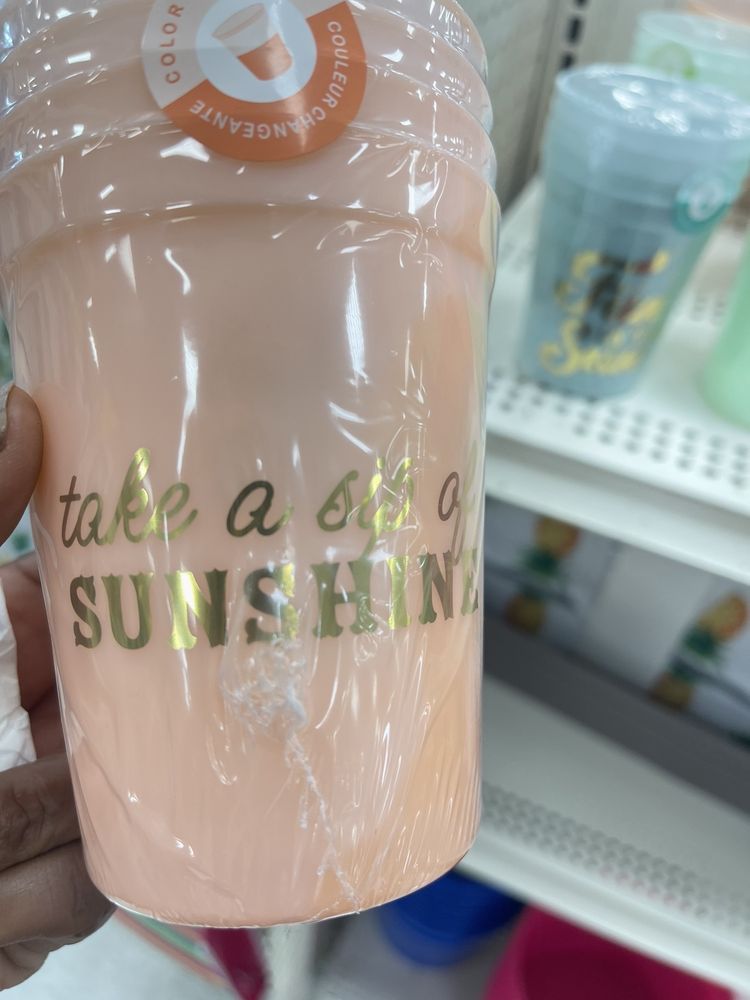 COLOR
COULEUR CHANGEANTE
take a sip of
SUNSHINE